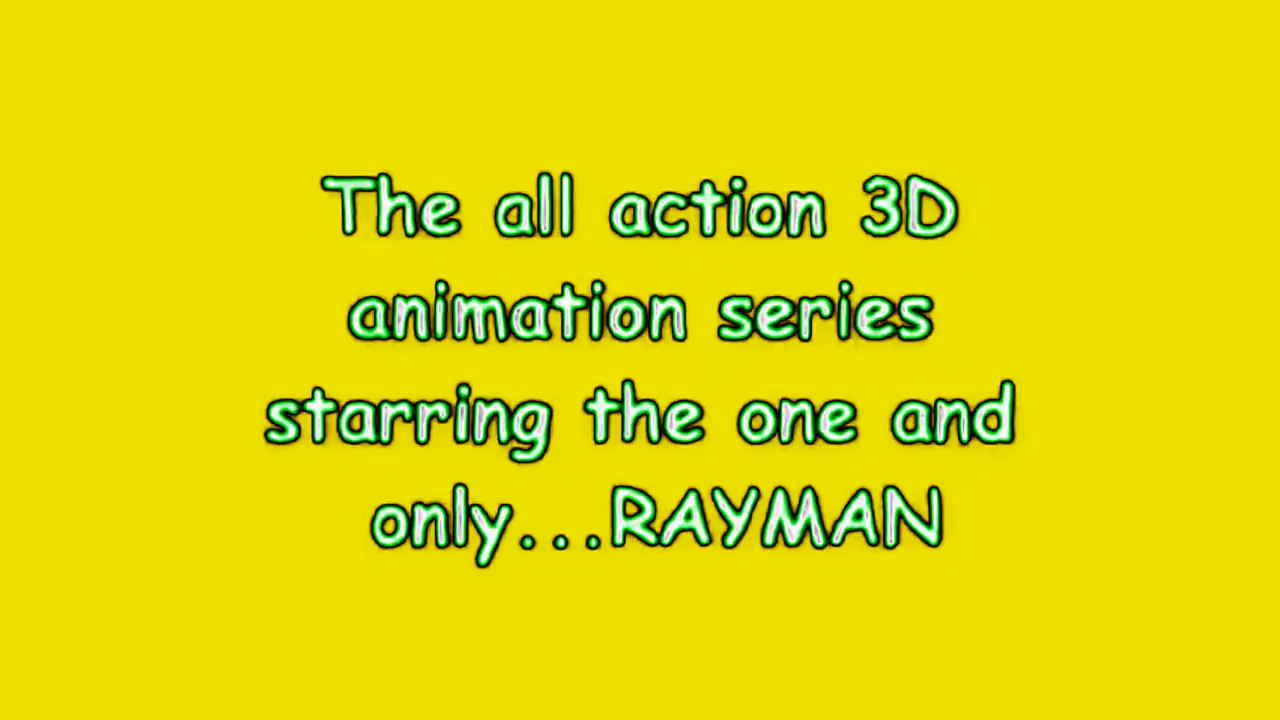 The all action 3D
animation series
starring the one and
only...RAYMAN